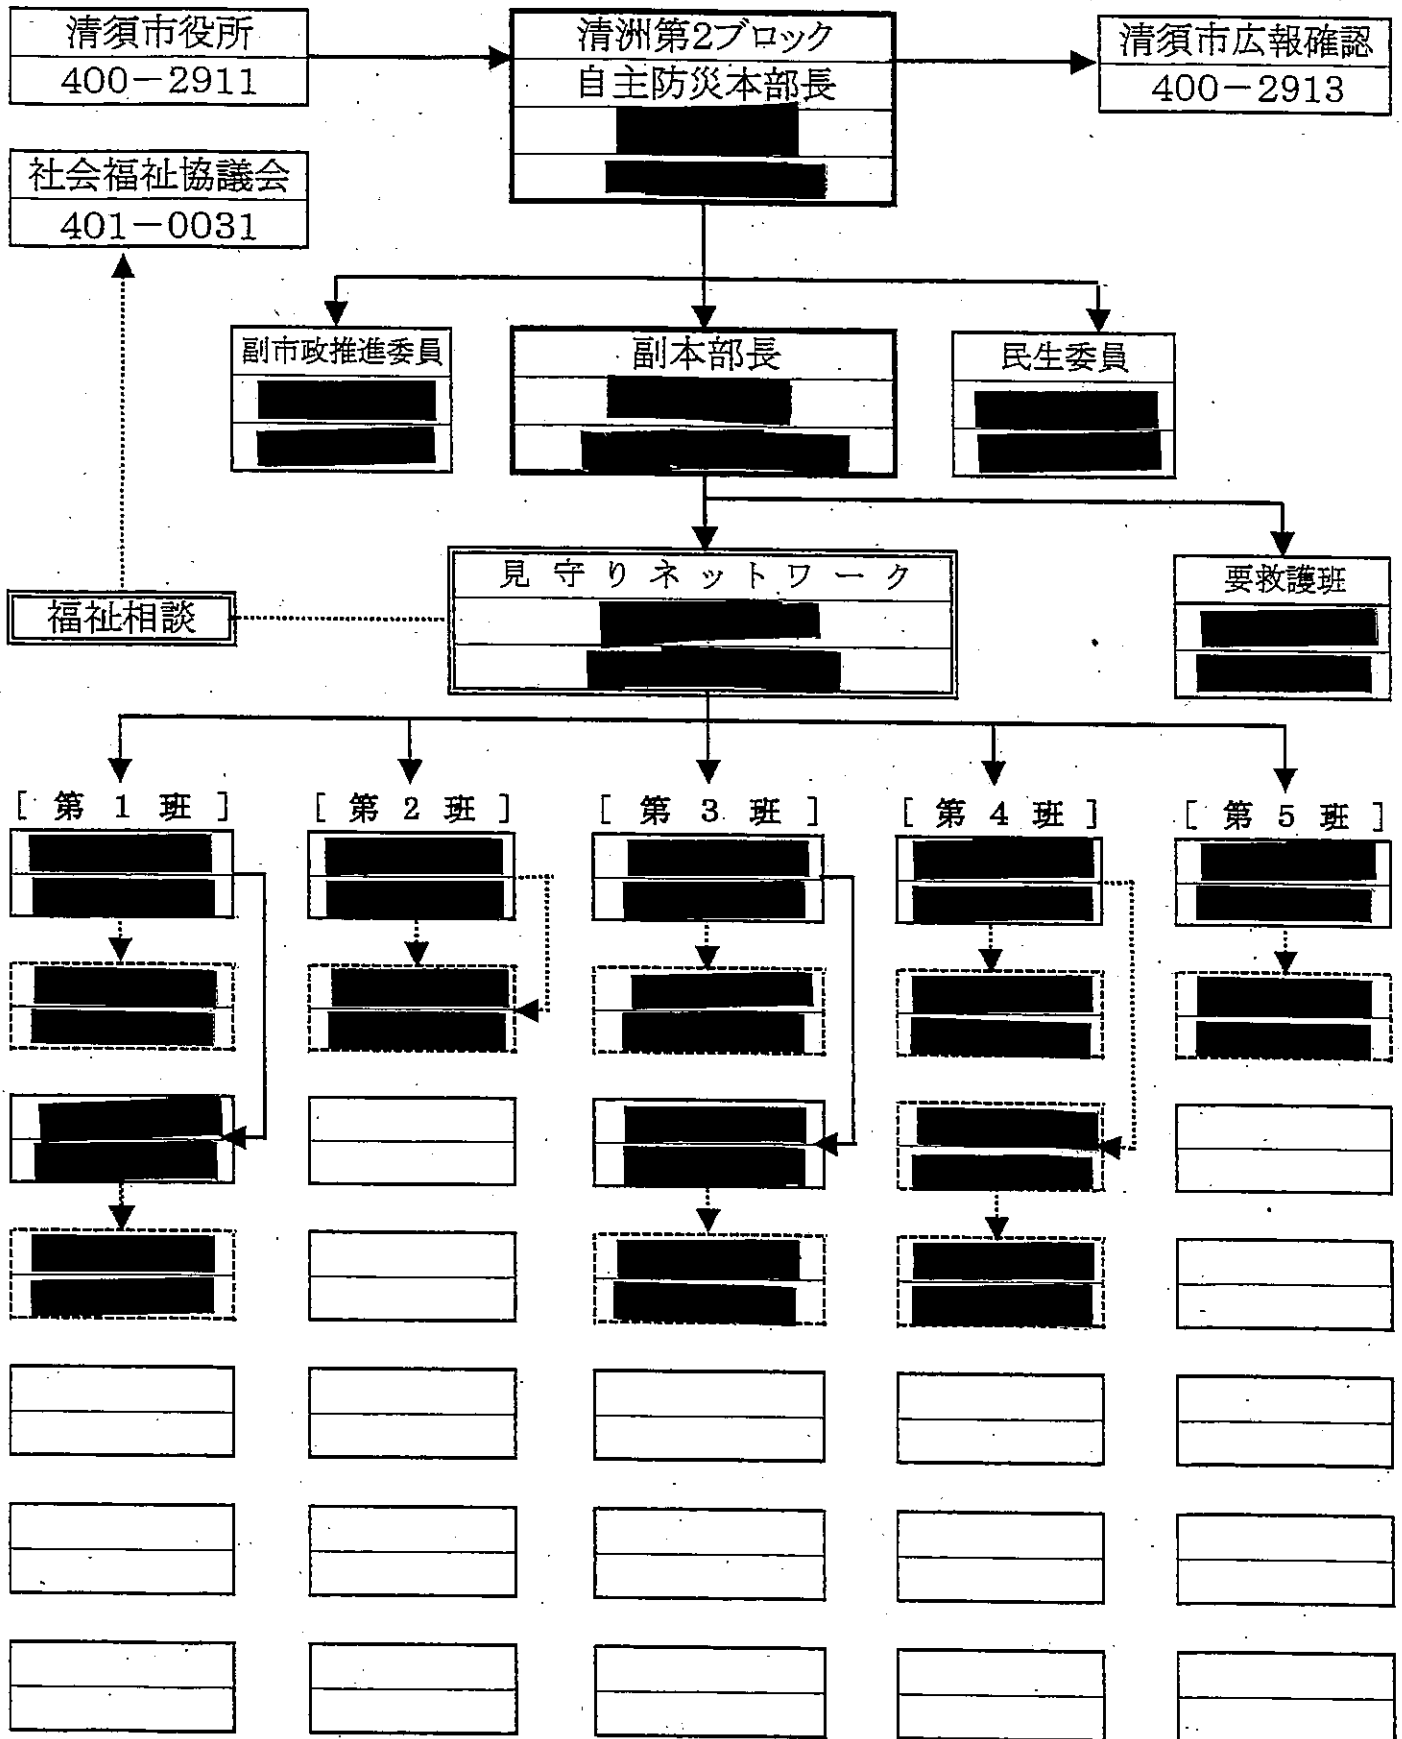 清須市役所
400-2911
清洲第2ブロック
自主防災本部長
清須市広報確認
400-2913
社会福祉協議会
401-0031
副市政推進委員
副本部長
民生委員
見守りネットワーク
福祉相談
要救護班
[第1班]
[第2班]
[第3班]
[第4班]
[第5班]